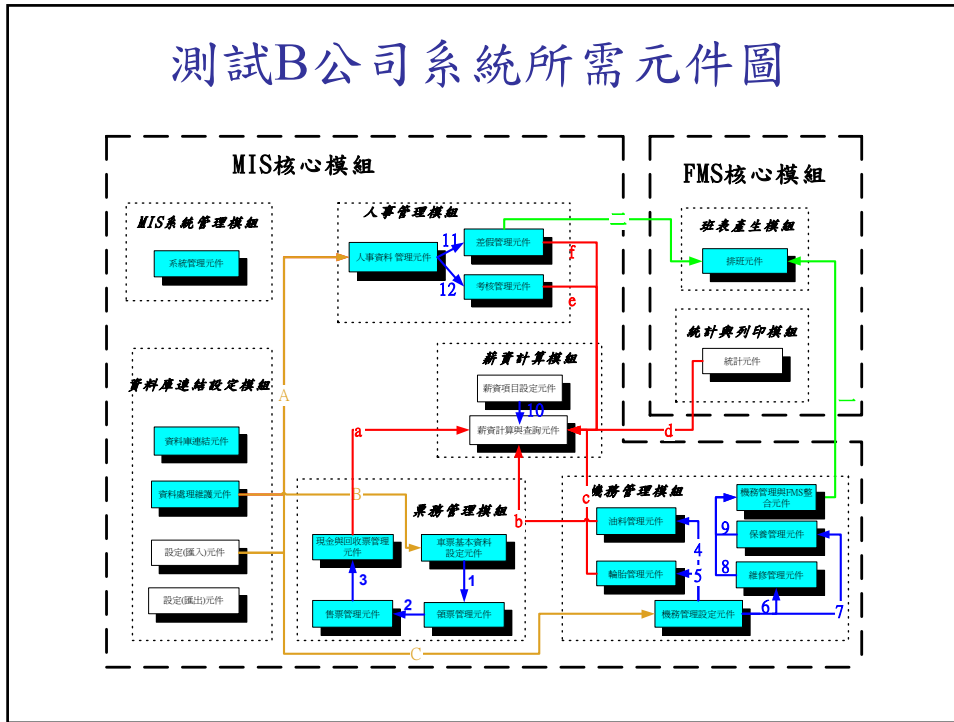 測試B公司系統所需元件圖
MIS核心模組
FMS核心模組
MIS系統管理模組
系統管理元件
人事管理模組
人事資料 管理元件
11
差假管理元件
12
考核管理元件
f
e
二
班表產生模組
排班元件
統計與列印模組
統計元件
資料庫連結設定模組
資料庫連結元件
資料處理維護元件
設定(匯入)元件
設定(匯出)元件
A
B
C
薪資計算模組
薪資項目設定元件
10
薪資計算與查詢元件
a
b
c
d
一
票務管理模組
現金與回收票管理
元件
車票基本資料
設定元件
3
1
售票管理元件
2
領票管理元件
機務管理模組
油料管理元件
輪胎管理元件
4
5
機務管理與FMS整
合元件
9
保養管理元件
8
維修管理元件
機務管理設定元件
6
7